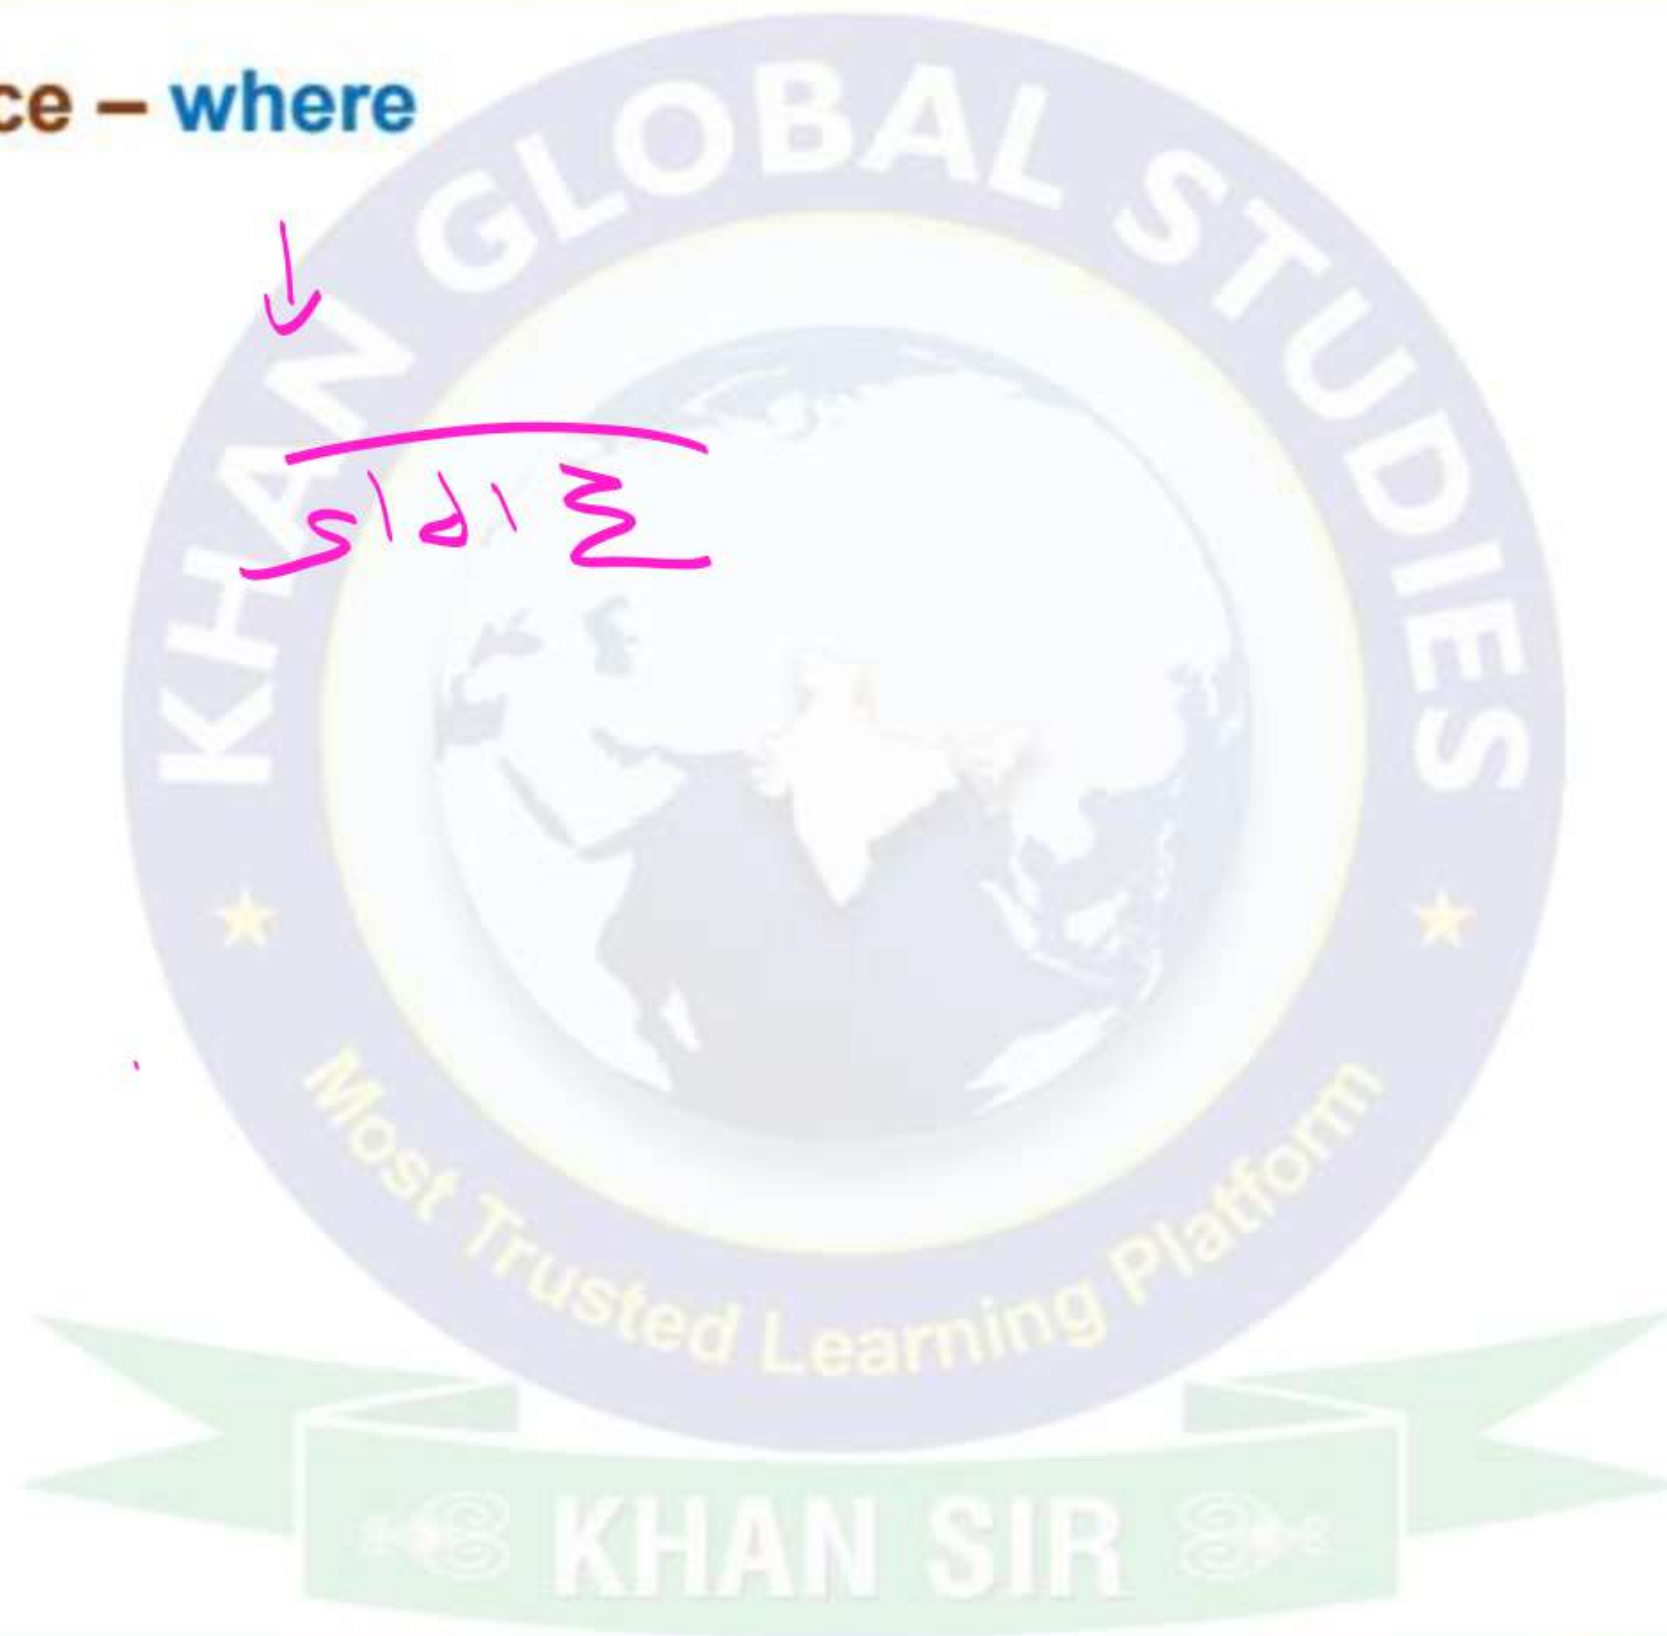 ce – where
KHAN GLOBAL STUDIES
Most Trusted Learning Platform
KHAN SIR